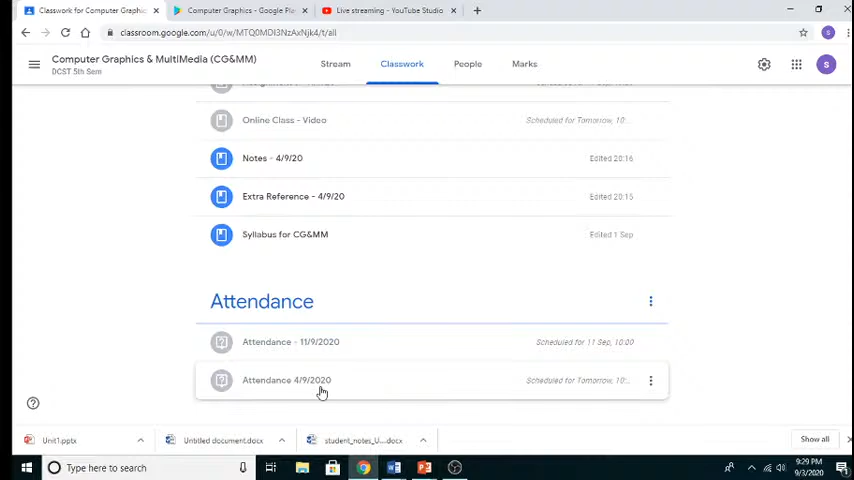 Classwork for Computer Graphic
Computer Graphics - Google Pla
Live streaming - YouTube Studio
classroom.google.com/u/0/w/MTQ0MDI3NzAxNjk4/t/all
S
Computer Graphics & MultiMedia (CG&MM)
DCST 5th Sem
Stream
Classwork
People
Marks
S
Online Class - Video
Scheduled for Tomorrow, 10:...
Notes - 4/9/20
Edited 20:16
Extra Reference - 4/9/20
Edited 20:15
Syllabus for CG&MM
Edited 1 Sep
Attendance
Attendance - 11/9/2020
Scheduled for 11 Sep, 10:00
Attendance 4/9/2020
Scheduled for Tomorrow, 10:...
Unit1.pptx
Untitled document.docx
student_notes_U....docx
Show all
Type here to search
9:29 PM
9/3/2020